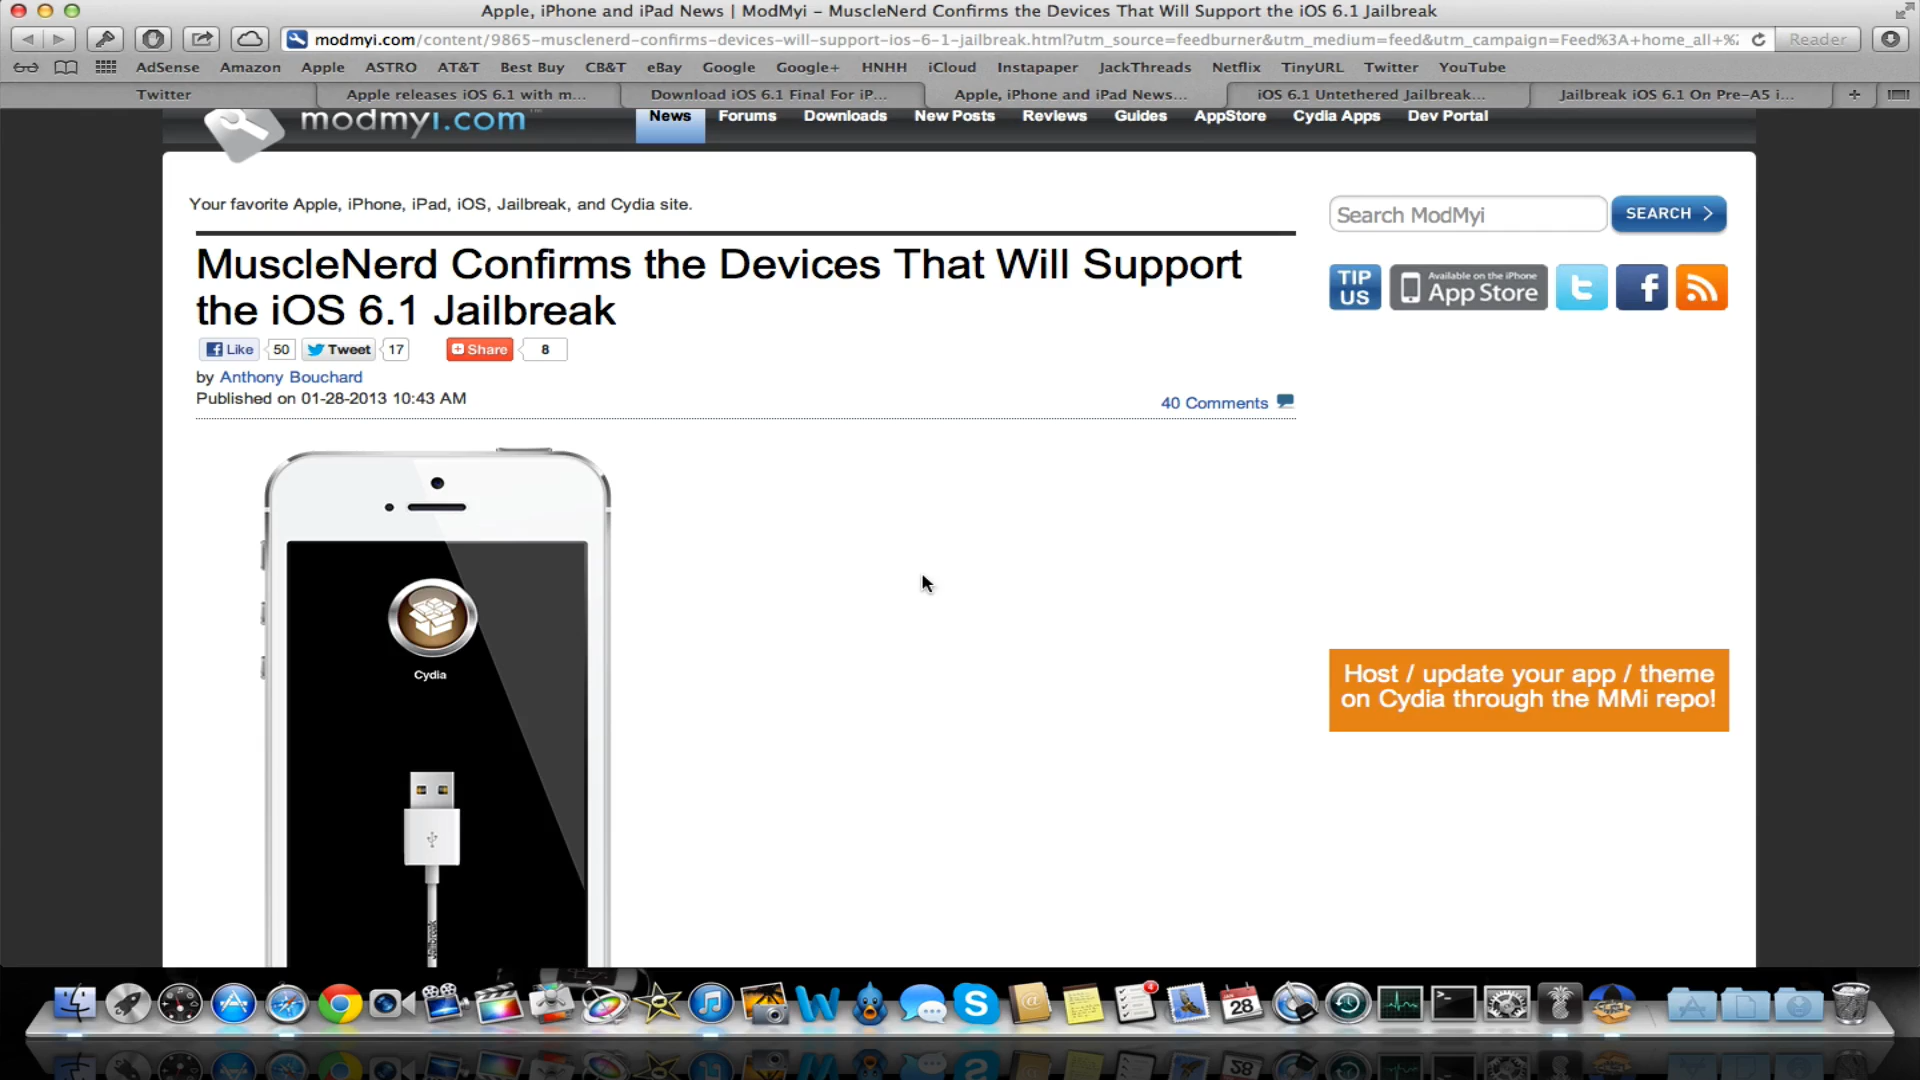 Apple, iPhone and iPad News | ModMyi – MuscleNerd Confirms the Devices That Will Support the iOS 6.1 Jailbreak
modmyi.com/content/9865-musclenerd-confirms-devices-will-support-ios-6-1-jailbreak.html?utm_source=feedburner&utm_medium=feed&utm_campaign=Feed%3A+home_all+%
Reader
AdSense Amazon Apple ASTRO AT&T Best Buy CB&T eBay Google Google+ HNHH iCloud Instapaper JackThreads Netflix TinyURL Twitter YouTube
Twitter Apple releases iOS 6.1 with m... Download iOS 6.1 Final For iP... Apple, iPhone and iPad News... iOS 6.1 Untethered Jailbreak... Jailbreak iOS 6.1 On Pre-A5 i... +
modmyi.com News Forums Downloads New Posts Reviews Guides AppStore Cydia Apps Dev Portal
Your favorite Apple, iPhone, iPad, iOS, Jailbreak, and Cydia site.
Search ModMyi SEARCH
MuscleNerd Confirms the Devices That Will Support
the iOS 6.1 Jailbreak
TIP
US
Available on the iPhone
App Store
Like 50 Tweet 17 Share 8
by Anthony Bouchard
Published on 01-28-2013 10:43 AM
40 Comments
Cydia
Host / update your app / theme
on Cydia through the MMi repo!
Jailbreak
4
28